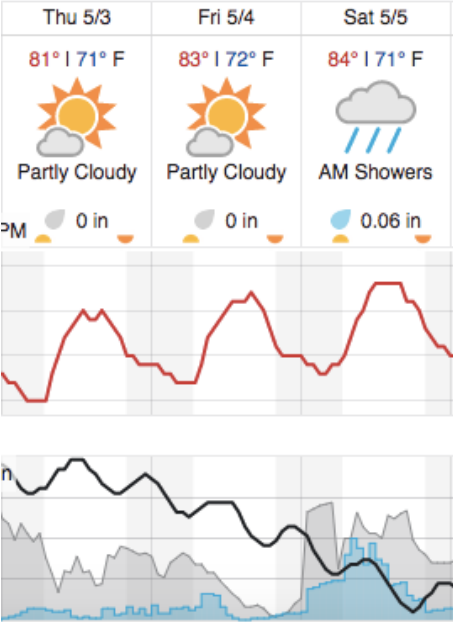 Thu 5/3 Fri 5/4 Sat 5/5
81° | 71° F 83° | 72° F 84° | 71° F
Partly Cloudy Partly Cloudy AM Showers
0 in 0 in 0.06 in
PM
n